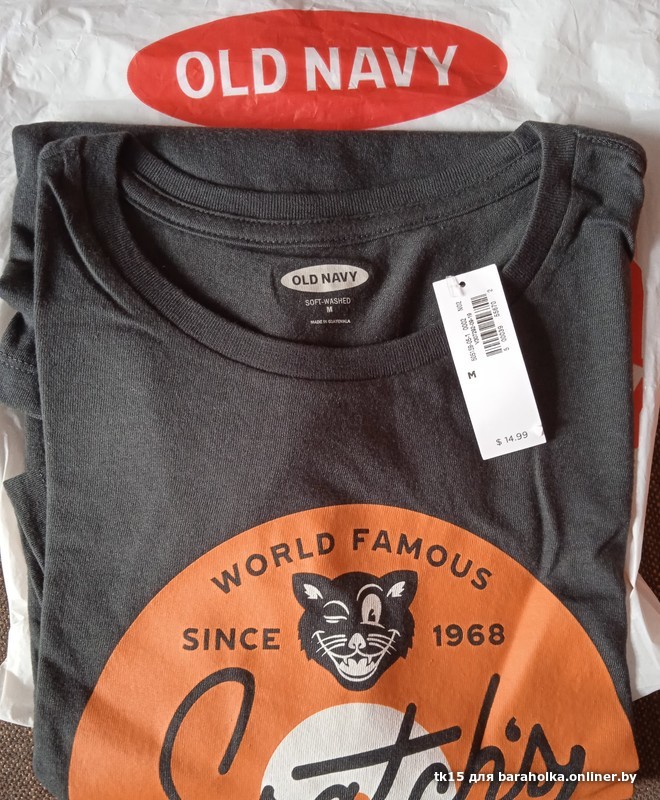 OLD NAVY
OLD NAVY
SOFT-WASHED
M
MADE IN GUATEMALA
M
$ 14.99
WORLD FAMOUS
SINCE 1968
Scratch's
tk15 для baraholka.onliner.by